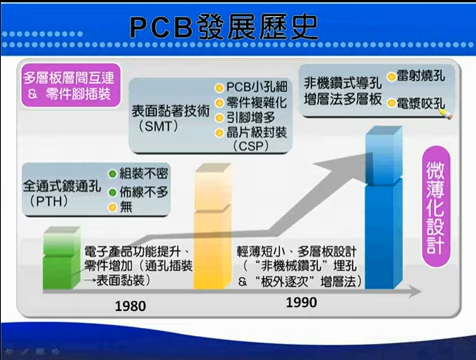 PCB發展歷史
多層板層間互連
& 零件腳插裝
表面黏著技術
(SMT)
PCB小孔細
零件複雜化
引腳增多
晶片級封裝
(CSP)
非機鑽式導孔
增層法多層板
雷射燒孔
電漿咬孔
全通式鍍通孔
(PTH)
組裝不密
佈線不多
無
微薄化設計
電子產品功能提升、
零件增加（通孔插裝
→表面黏裝）
輕薄短小、多層板設計
（“非機械鑽孔”埋孔
& “板外逐次”增層法）
1980
1990